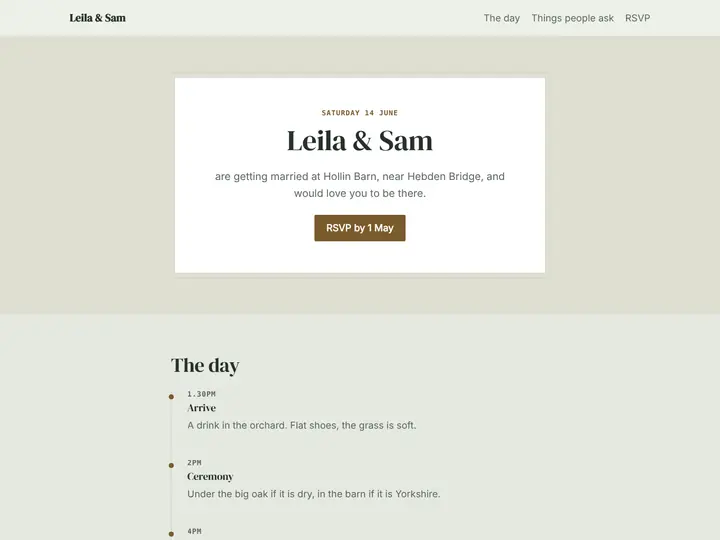 Leila & Sam
The day Things people ask RSVP
SATURDAY 14 JUNE
Leila & Sam
are getting married at Hollin Barn, near Hebden Bridge, and
would love you to be there.
RSVP by 1 May
The day
1.30PM
Arrive
A drink in the orchard. Flat shoes, the grass is soft.
2PM
Ceremony
Under the big oak if it is dry, in the barn if it is Yorkshire.
4PM